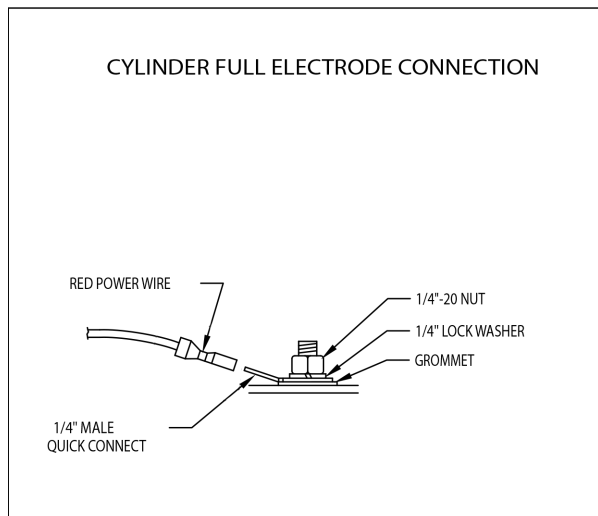 CYLINDER FULL ELECTRODE CONNECTION
RED POWER WIRE
1/4"-20 NUT
1/4" LOCK WASHER
GROMMET
1/4" MALE
QUICK CONNECT